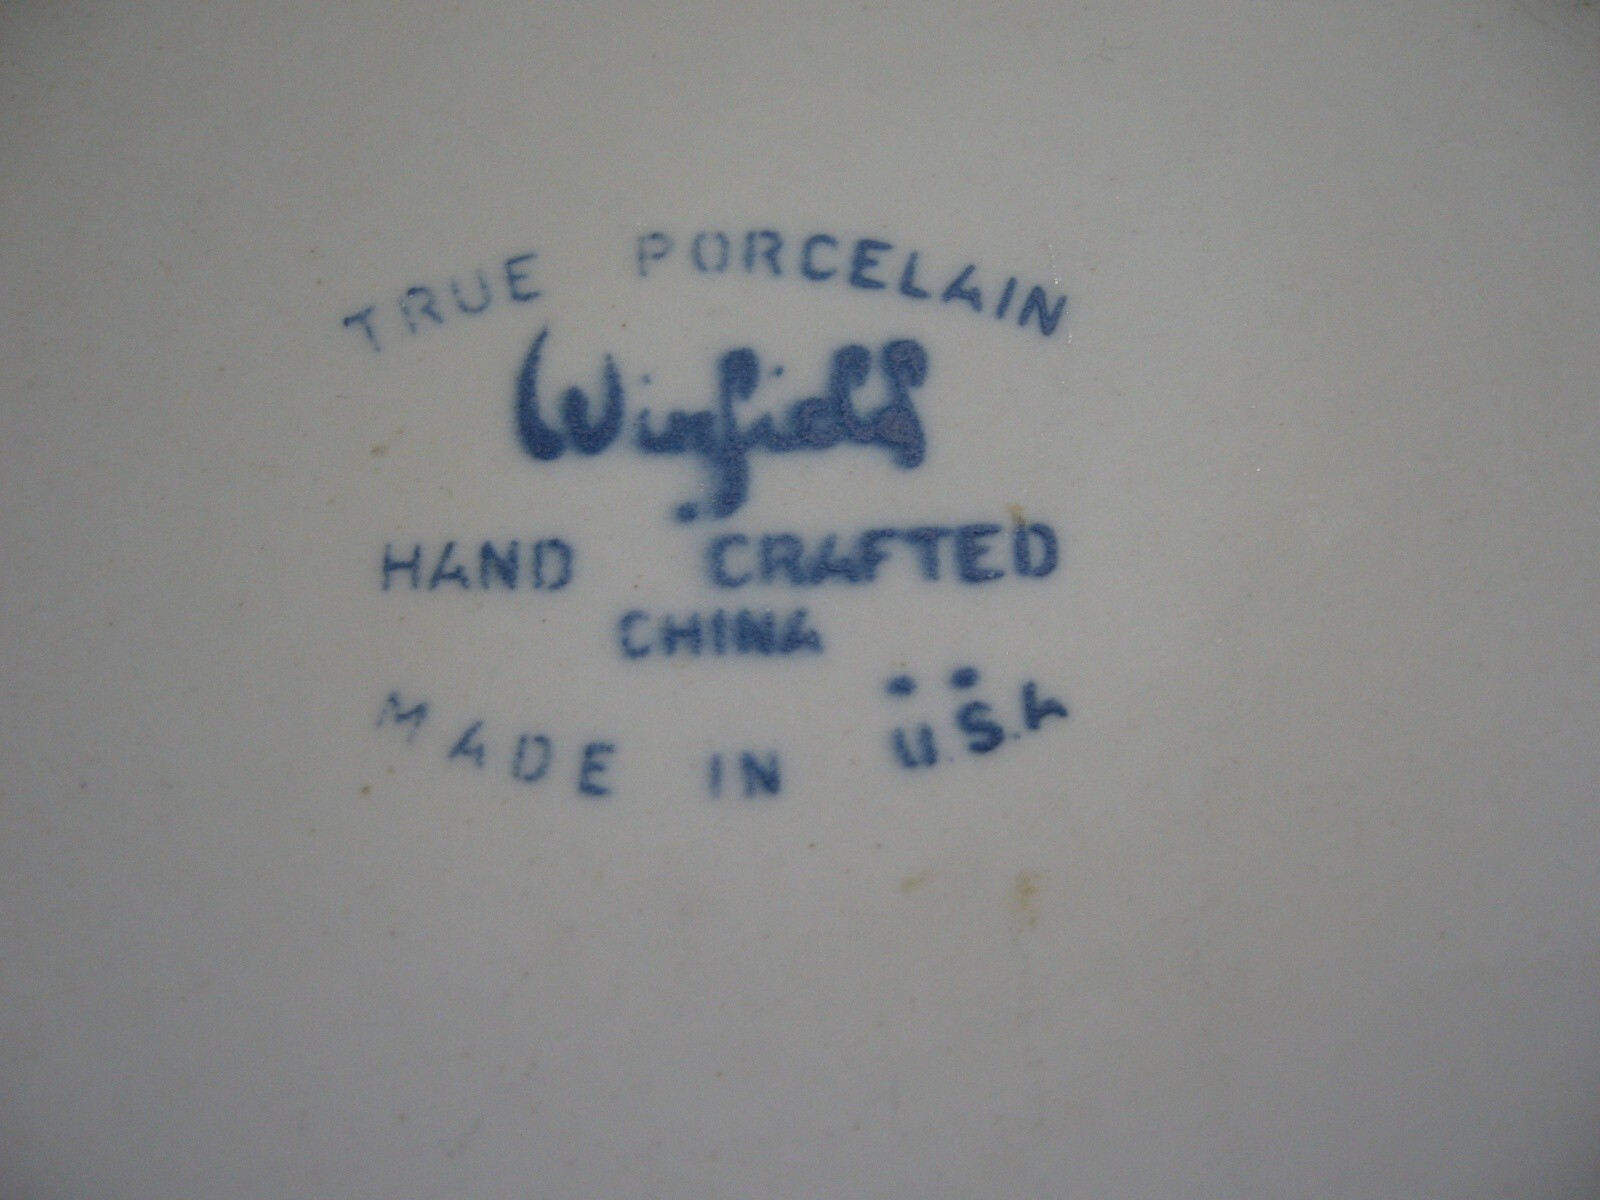 TRUE PORCELAIN
Winfield
HAND CRAFTED
CHINA
MADE IN U.S.A